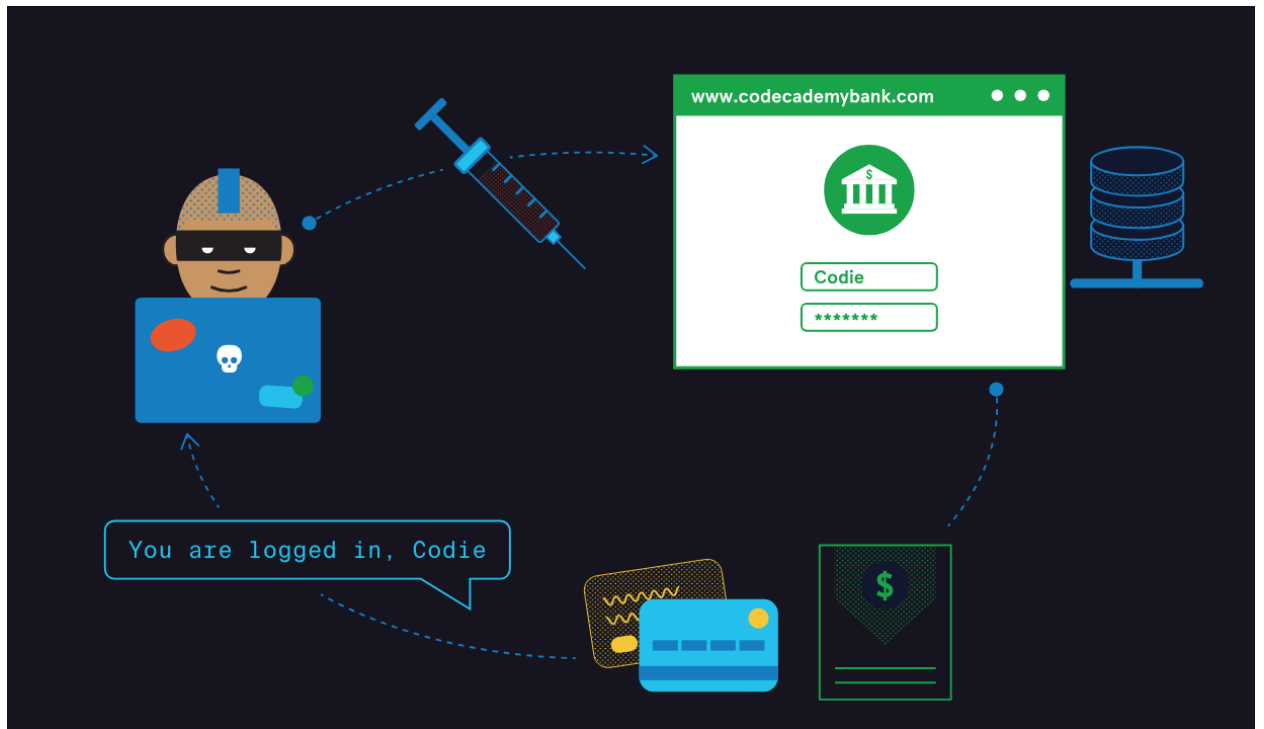 www.codecademybank.com
$
Codie
*******
You are logged in, Codie
$